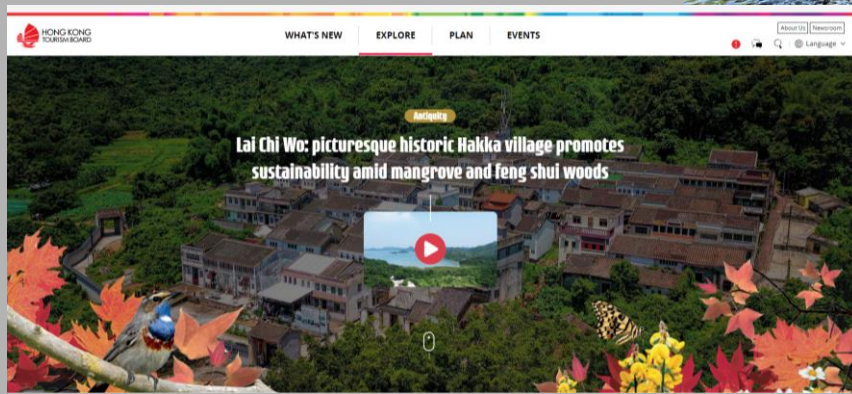 HONG KONG
TOURISM BOARD
WHAT'S NEW
EXPLORE
PLAN
EVENTS
About Us
Newsroom
Language
Antiquity
Lai Chi Wo: picturesque historic Hakka village promotes
sustainability amid mangrove and feng shui woods